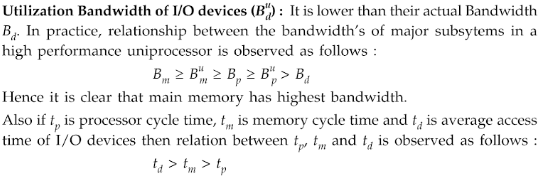 Utilization Bandwidth of I/O devices (B_d^u) : It is lower than their actual Bandwidth
B_d. In practice, relationship between the bandwidth's of major subsytems in a
high performance uniprocessor is observed as follows :
B_m ≥ B_m^u ≥ B_p ≥ B_p^u > B_d
Hence it is clear that main memory has highest bandwidth.
Also if t_p is processor cycle time, t_m is memory cycle time and t_d is average access
time of I/O devices then relation between t_p, t_m and t_d is observed as follows :
t_d > t_m > t_p